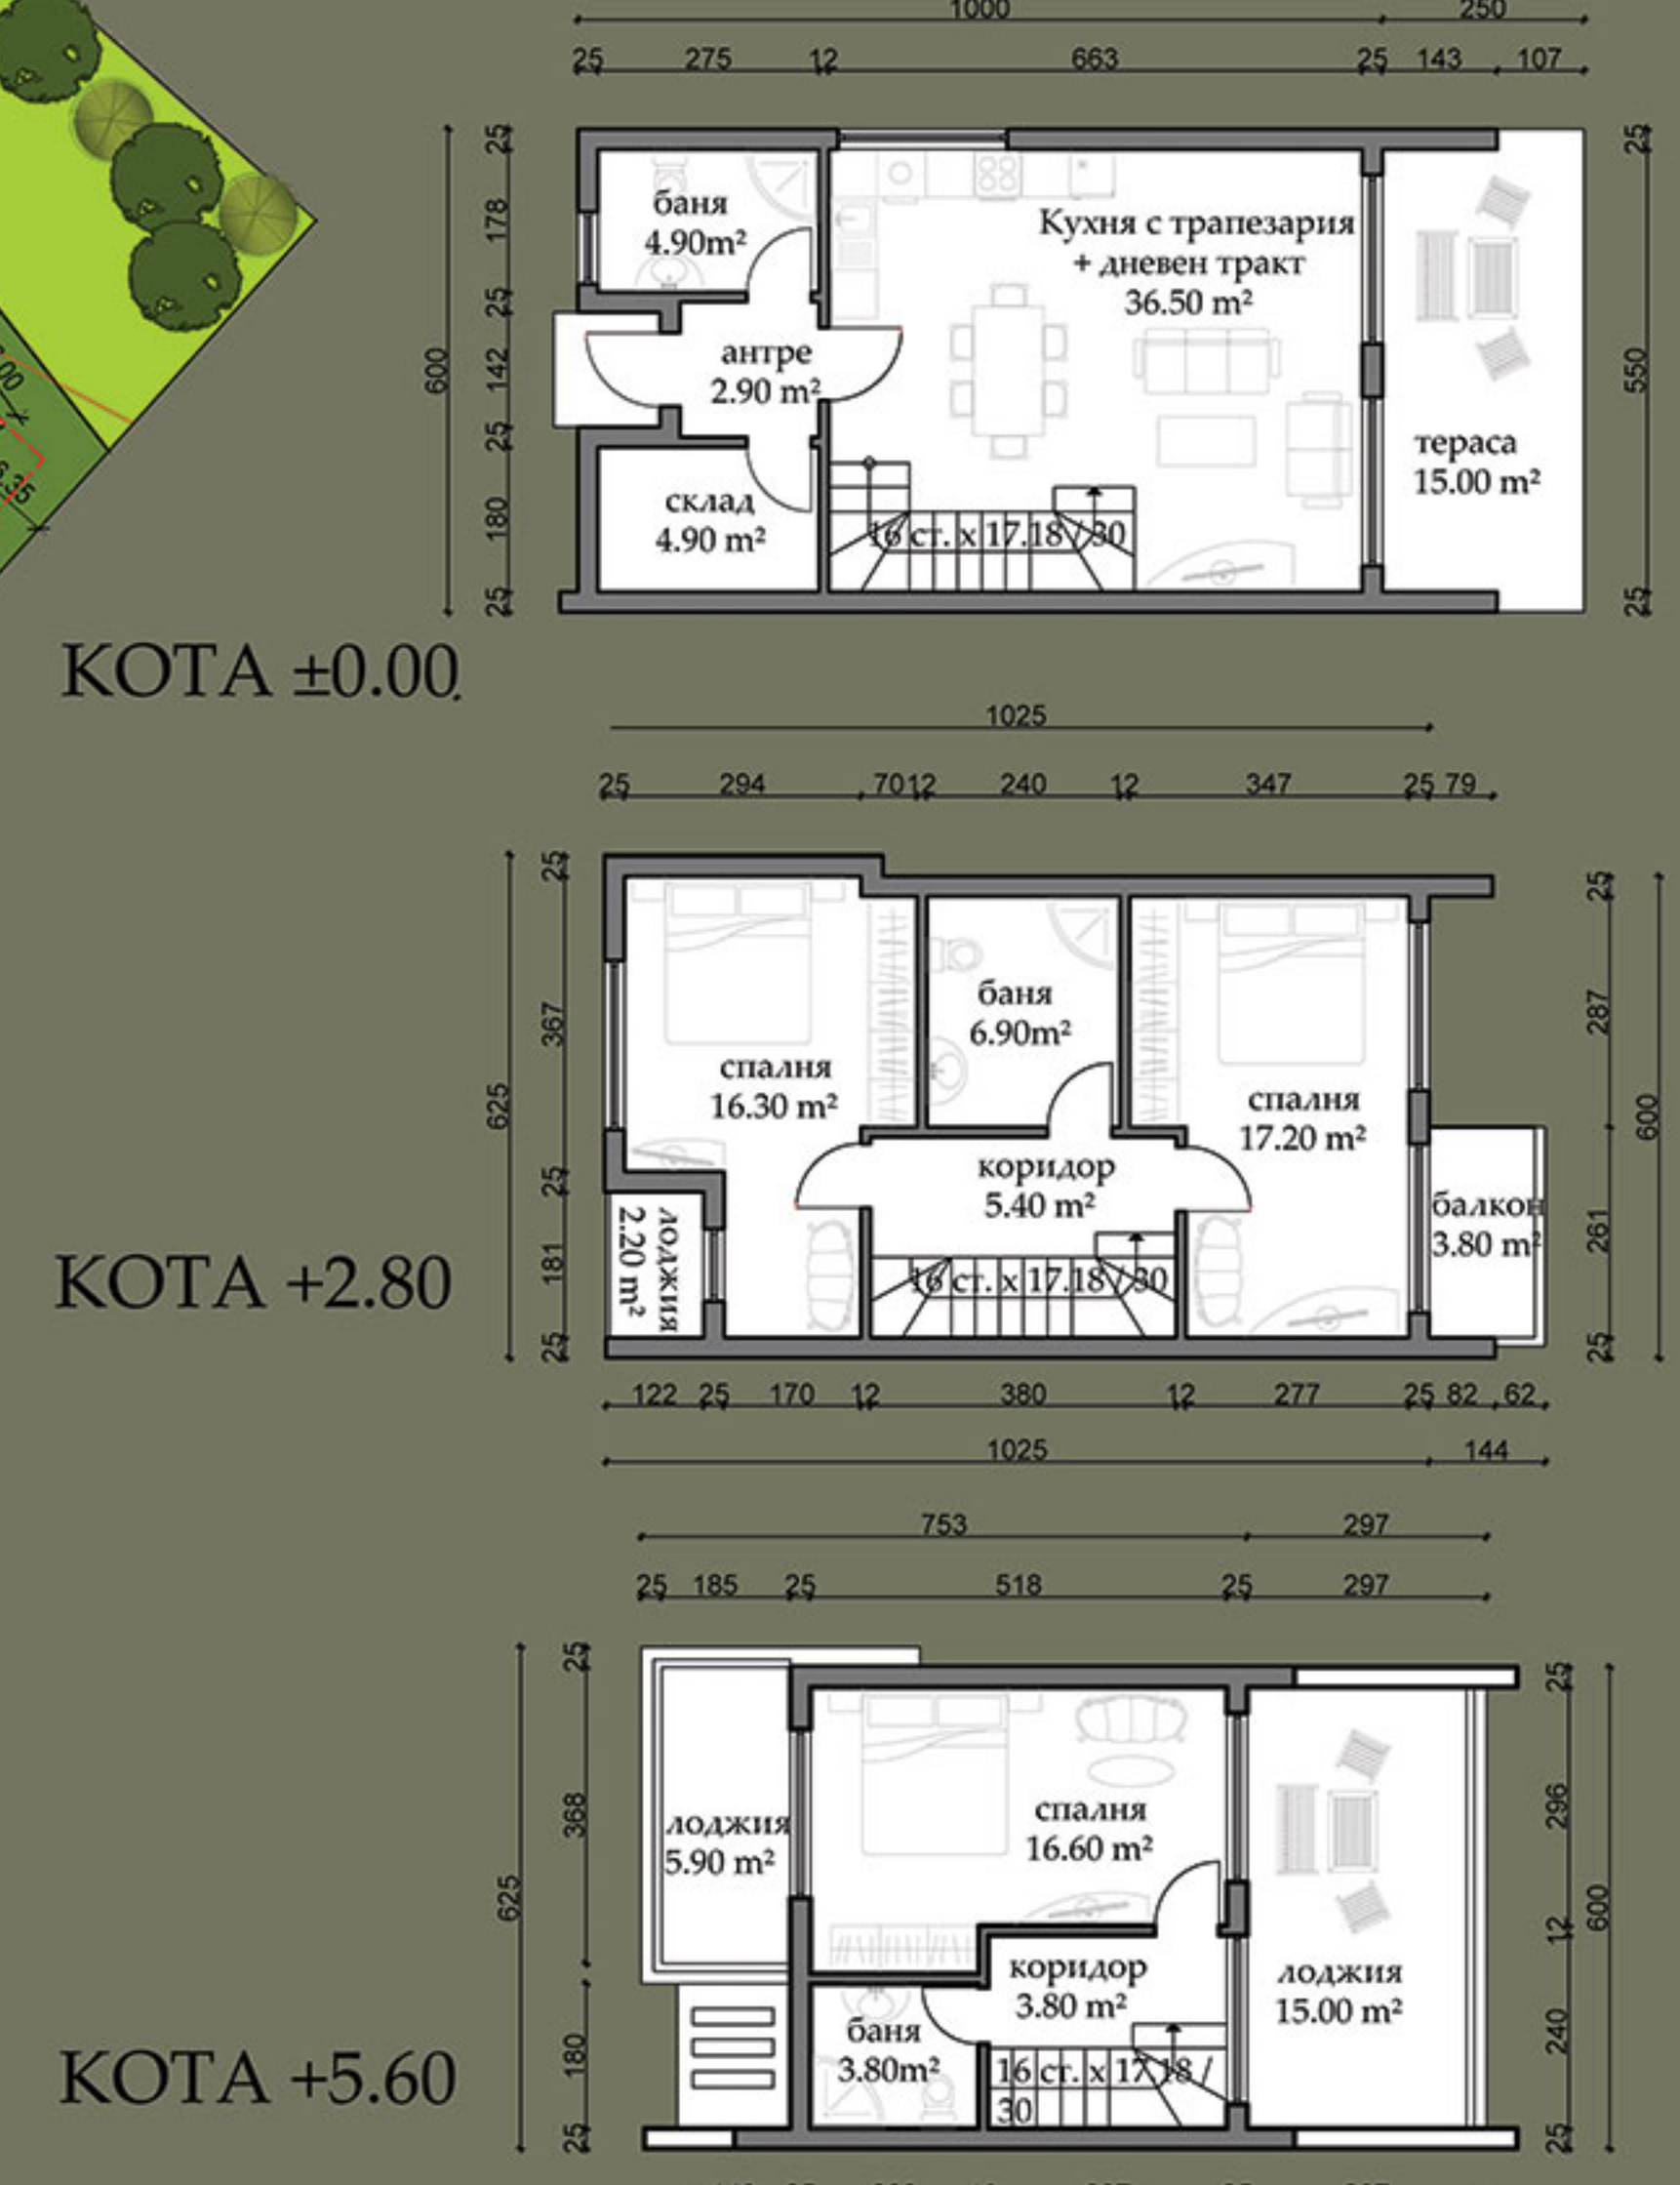 1000 250
25 275 12 663 25 143 107
25
178
25
142
25
180
25
600
баня
4.90m²
Кухня с трапезария
+ дневен тракт
36.50 m²
антре
2.90 m²
склад
4.90 m²
16 ст. x 17.18 / 30
тераса
15.00 m²
25
550
25
6.35
КОТА ±0.00
1025
25 294 70 12 240 12 347 25 79
25
367
25
181
25
625
спалня
16.30 m²
баня
6.90m²
спалня
17.20 m²
коридор
5.40 m²
лоджия
2.20 m²
16 ст. x 17.18 / 30
балкон
3.80 m²
25
287
261
25
600
КОТА +2.80
122 25 170 12 380 12 277 25 82 62
1025 144
753 297
25 185 25 518 25 297
25
368
180
25
625
лоджия
5.90 m²
спалня
16.60 m²
коридор
3.80 m²
баня
3.80m²
16 ст. x 17.18 /
30
лоджия
15.00 m²
25
296
12
240
25
600
КОТА +5.60